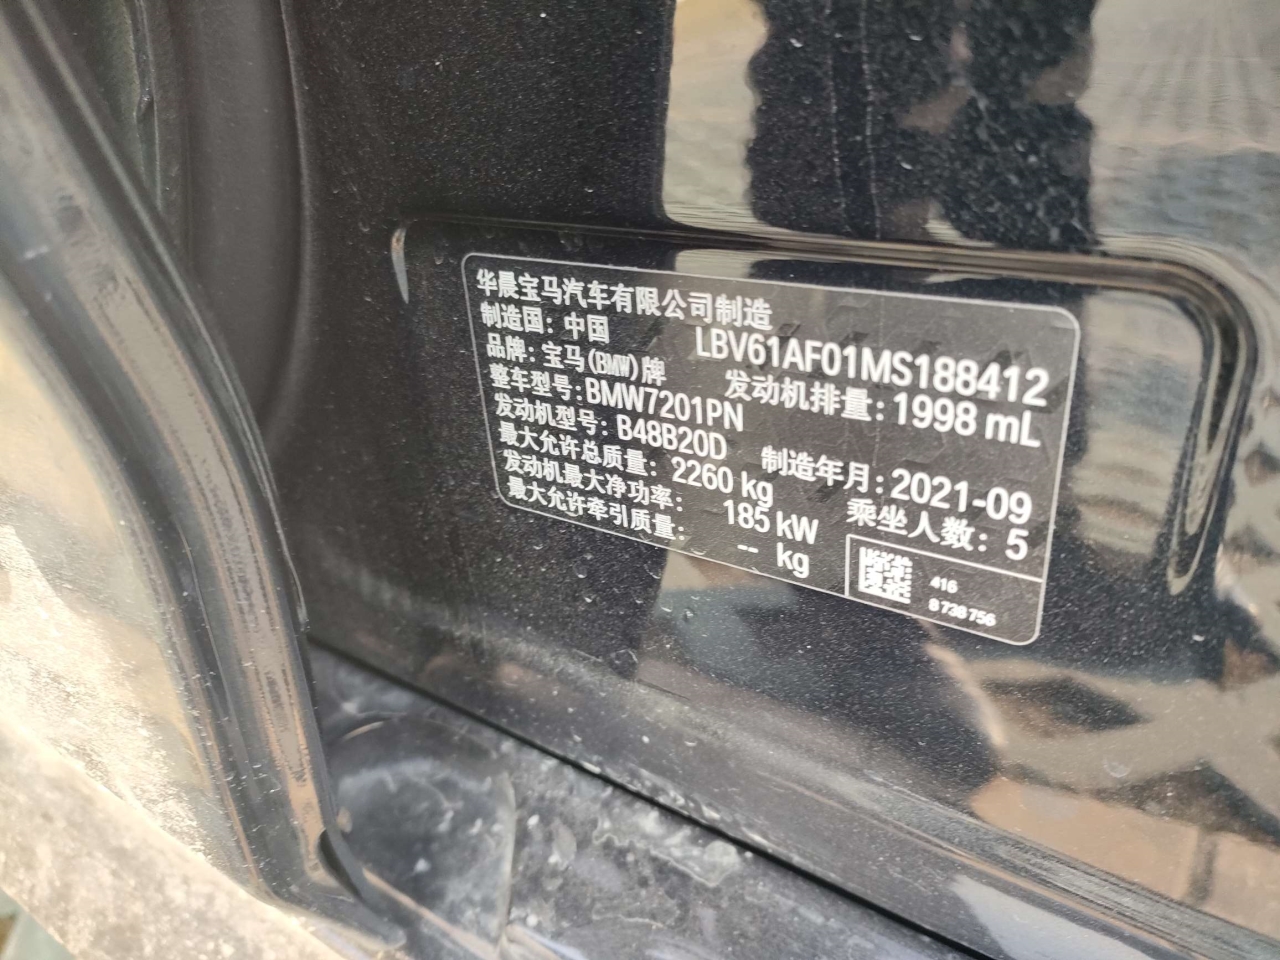 华晨宝马汽车有限公司制造
制造国：中国
LBV61AF01MS188412
品牌：宝马(BMW)牌
发动机排量：1998 mL
整车型号：BMW7201PN
发动机型号：B48B20D
制造年月：2021-09
最大允许总质量：2260 kg
乘坐人数：5
发动机最大净功率：185 kW
最大允许牵引质量：-- kg
416
8738756